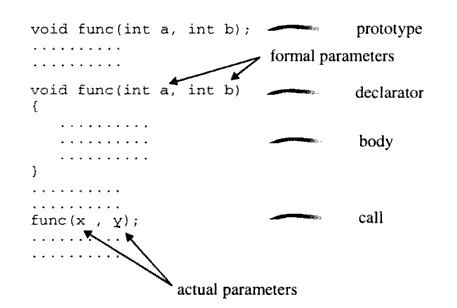 void func(int a, int b); prototype
..........
.......... formal parameters
void func(int a, int b) declarator
{
..........
.......... body
..........
}
..........
..........
func(x , y); call
..........
..........
actual parameters